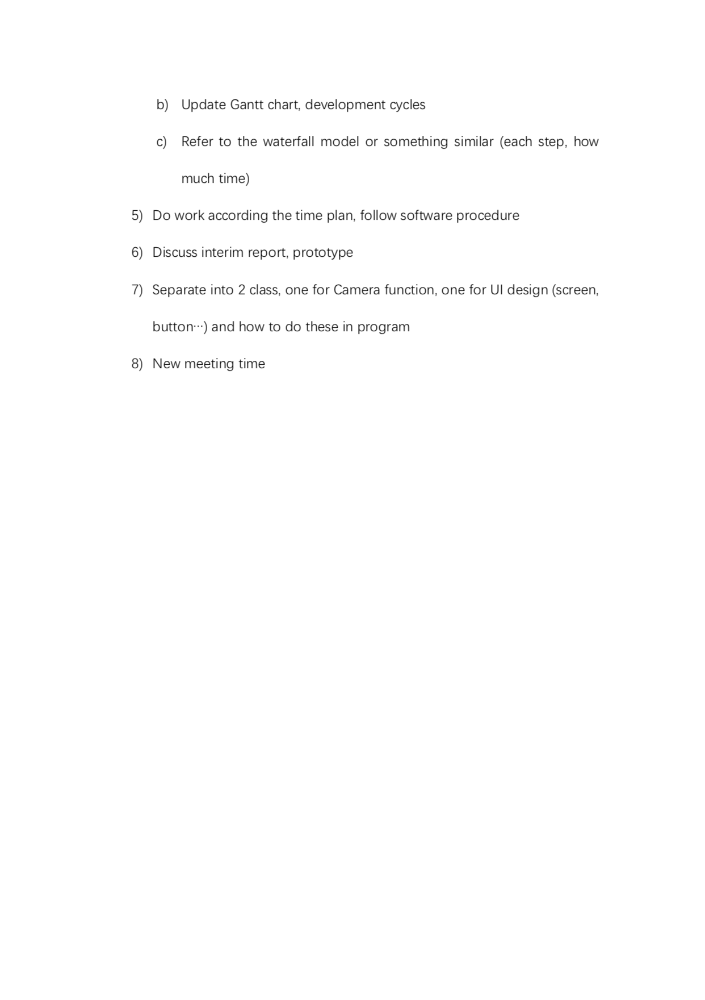 b) Update Gantt chart, development cycles
c) Refer to the waterfall model or something similar (each step, how
much time)
5) Do work according the time plan, follow software procedure
6) Discuss interim report, prototype
7) Separate into 2 class, one for Camera function, one for UI design (screen,
button…) and how to do these in program
8) New meeting time